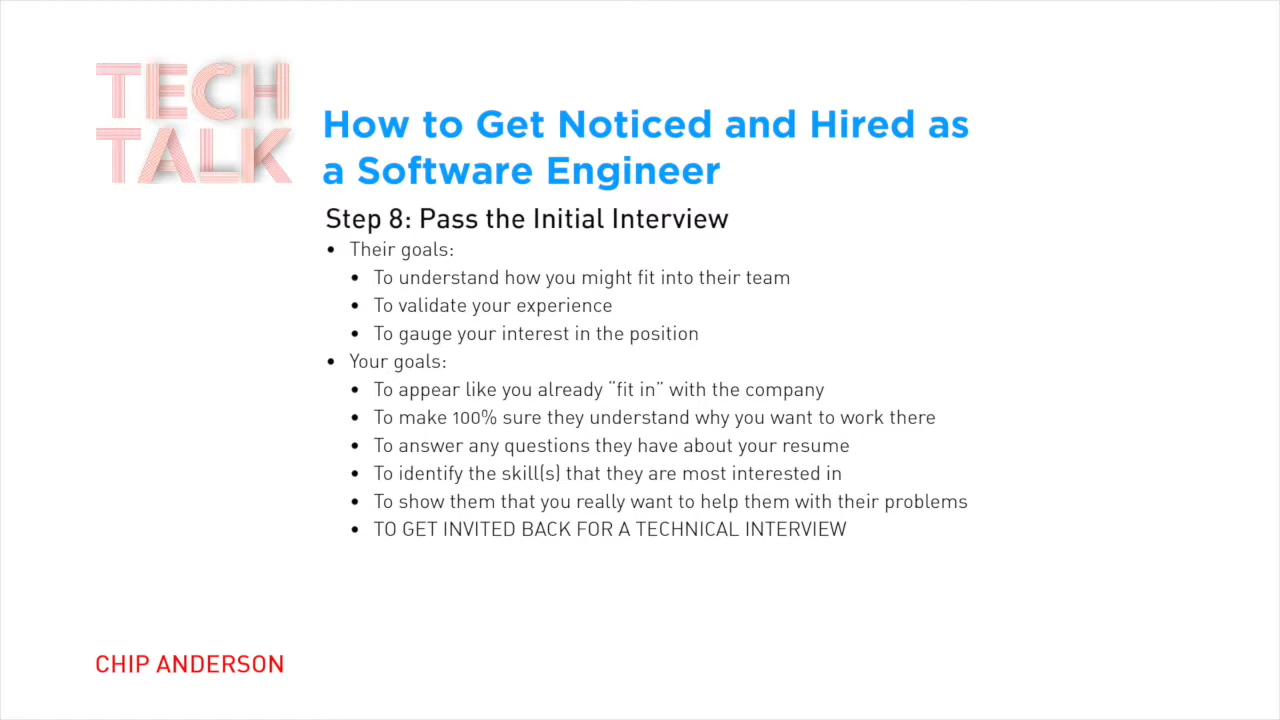 TECH
TALK
How to Get Noticed and Hired as
a Software Engineer
Step 8: Pass the Initial Interview
• Their goals:
• To understand how you might fit into their team
• To validate your experience
• To gauge your interest in the position
• Your goals:
• To appear like you already “fit in” with the company
• To make 100% sure they understand why you want to work there
• To answer any questions they have about your resume
• To identify the skill(s) that they are most interested in
• To show them that you really want to help them with their problems
• TO GET INVITED BACK FOR A TECHNICAL INTERVIEW
CHIP ANDERSON